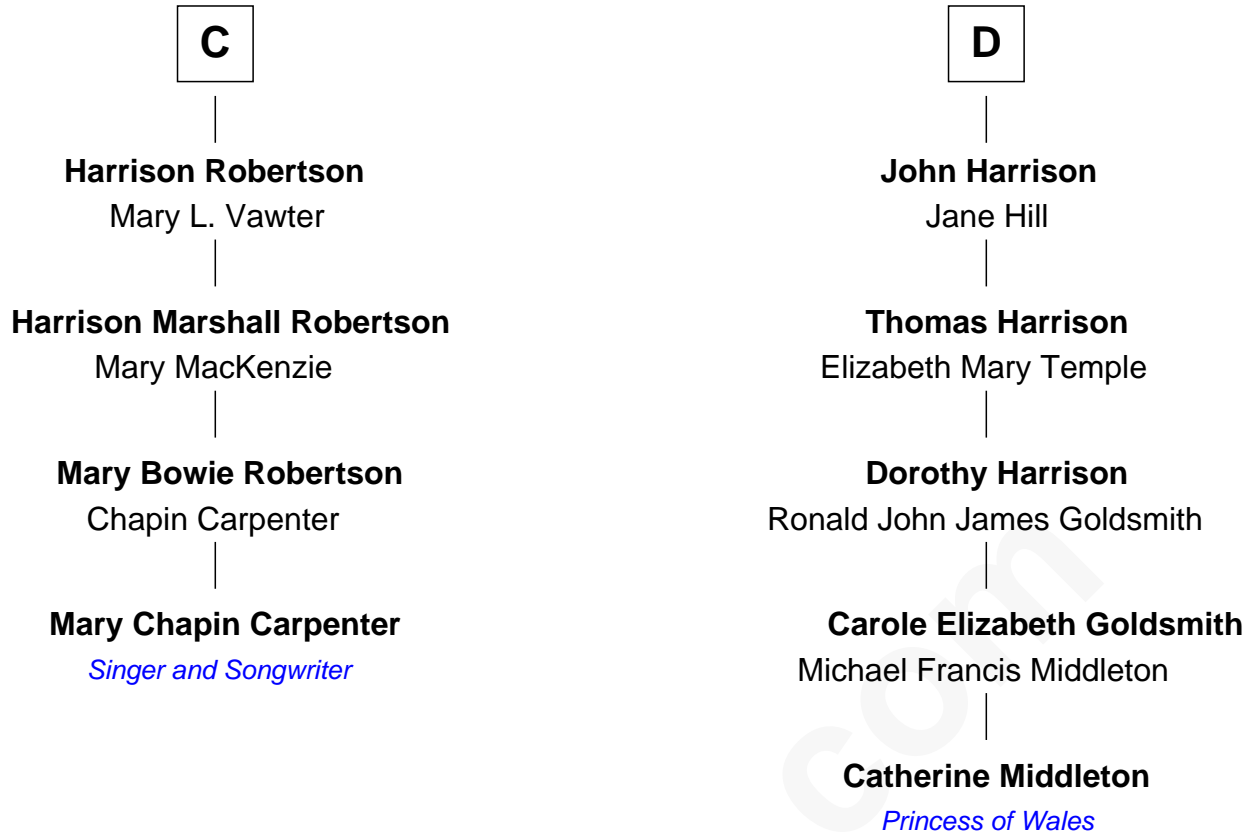 C
Harrison Robertson
Mary L. Vawter
Harrison Marshall Robertson
Mary MacKenzie
Mary Bowie Robertson
Chapin Carpenter
Mary Chapin Carpenter
Singer and Songwriter
D
John Harrison
Jane Hill
Thomas Harrison
Elizabeth Mary Temple
Dorothy Harrison
Ronald John James Goldsmith
Carole Elizabeth Goldsmith
Michael Francis Middleton
Catherine Middleton
Princess of Wales
com